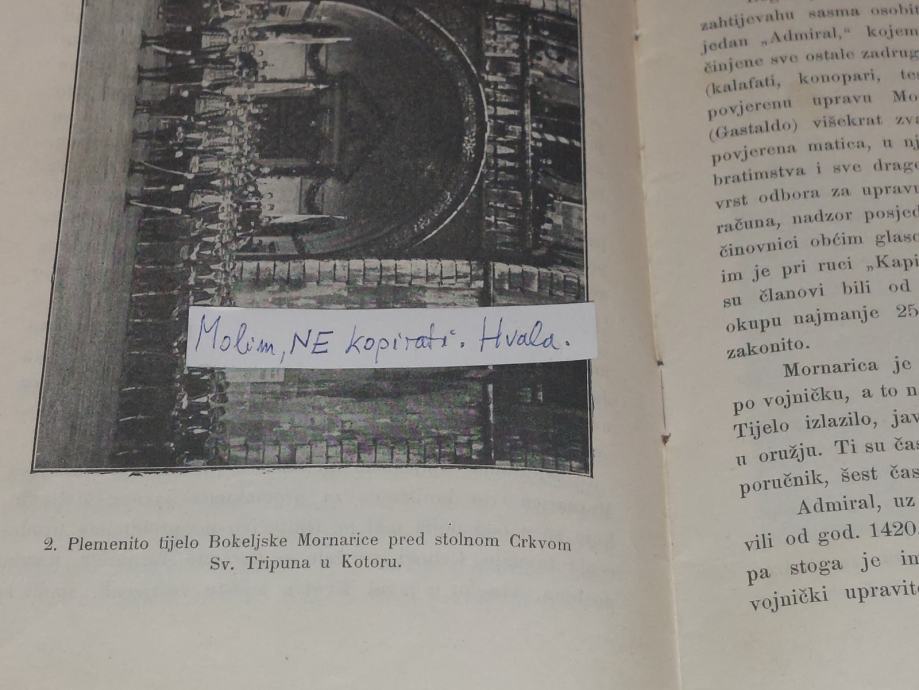 Molim, NE kopirati. Hvala.
2. Plemenito tijelo Bokeljske Mornarice pred stolnom Crkvom
Sv. Tripuna u Kotoru.
zahtijevahu sasma osobit
jedan „Admiral,“ kojem
činjene sve ostale zadrug
(kalafati, konopari, te
povjerenu upravu Mo
(Gastaldo) višekrat zva
povjerena matica, u nj
bratimstva i sve drago
vrst odbora za upravu
računa, nadzor posjed
činovnici obćim glaso
im je pri ruci „Kapi
su članovi bili od
okupu najmanje 25
zakonito.
Mornarica je
po vojničku, a to n
Tijelo izlazilo, jav
u oružju. Ti su čas
poručnik, šest čas
Admiral, uz
vili od god. 1420.
pa stoga je im
vojnički upravite